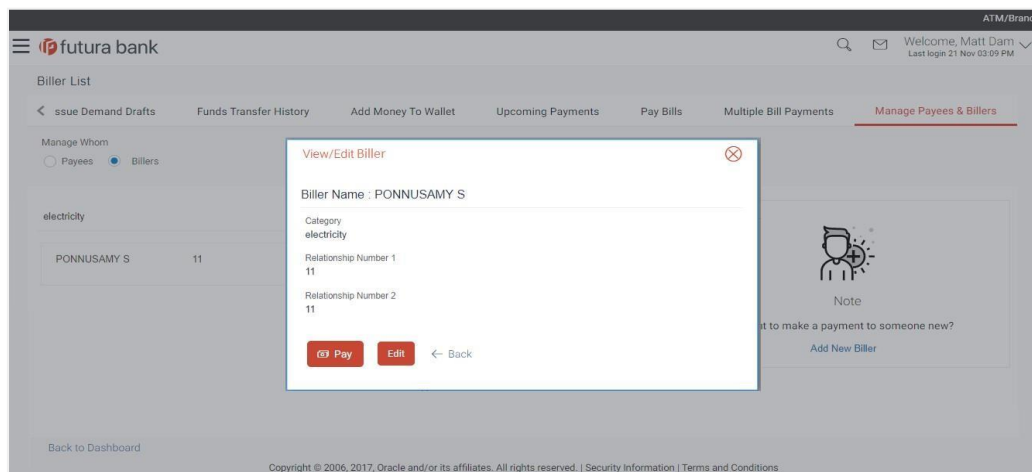 ATM/Branc
futura bank
Welcome, Matt Dam
Last login 21 Nov 03:09 PM
Biller List
ssue Demand Drafts Funds Transfer History Add Money To Wallet Upcoming Payments Pay Bills Multiple Bill Payments Manage Payees & Billers
Manage Whom
Payees Billers
View/Edit Biller
Biller Name : PONNUSAMY S
Category
electricity
Relationship Number 1
11
Relationship Number 2
11
Pay Edit ← Back
electricity
PONNUSAMY S 11
Note
t to make a payment to someone new?
Add New Biller
Back to Dashboard
Copyright © 2006, 2017, Oracle and/or its affiliates. All rights reserved. | Security Information | Terms and Conditions